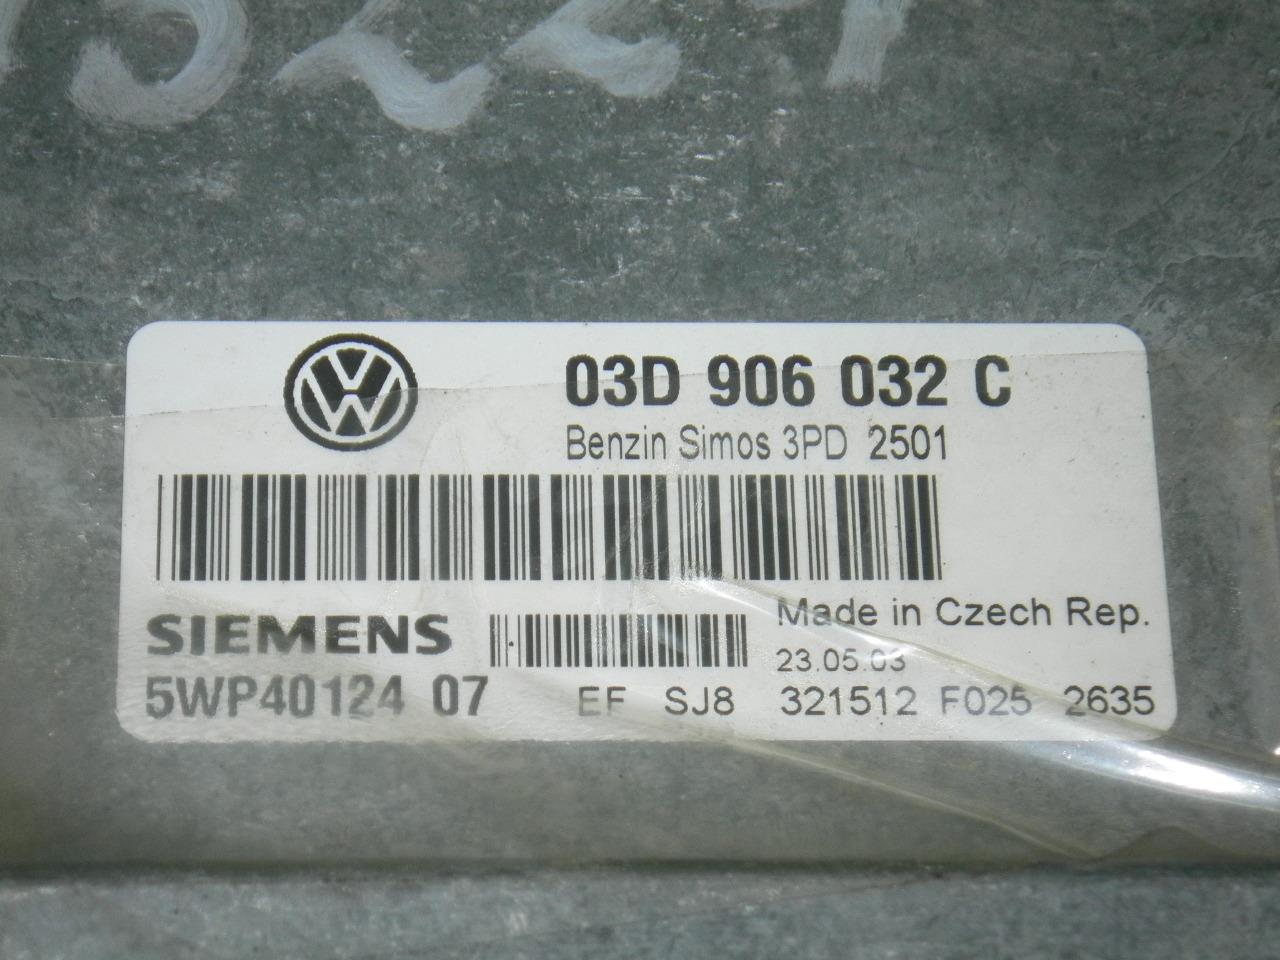 03D 906 032 C
Benzin Simos 3PD 2501
SIEMENS
Made in Czech Rep.
23.05.03
5WP40124 07 EF SJ8 321512 F025 2635